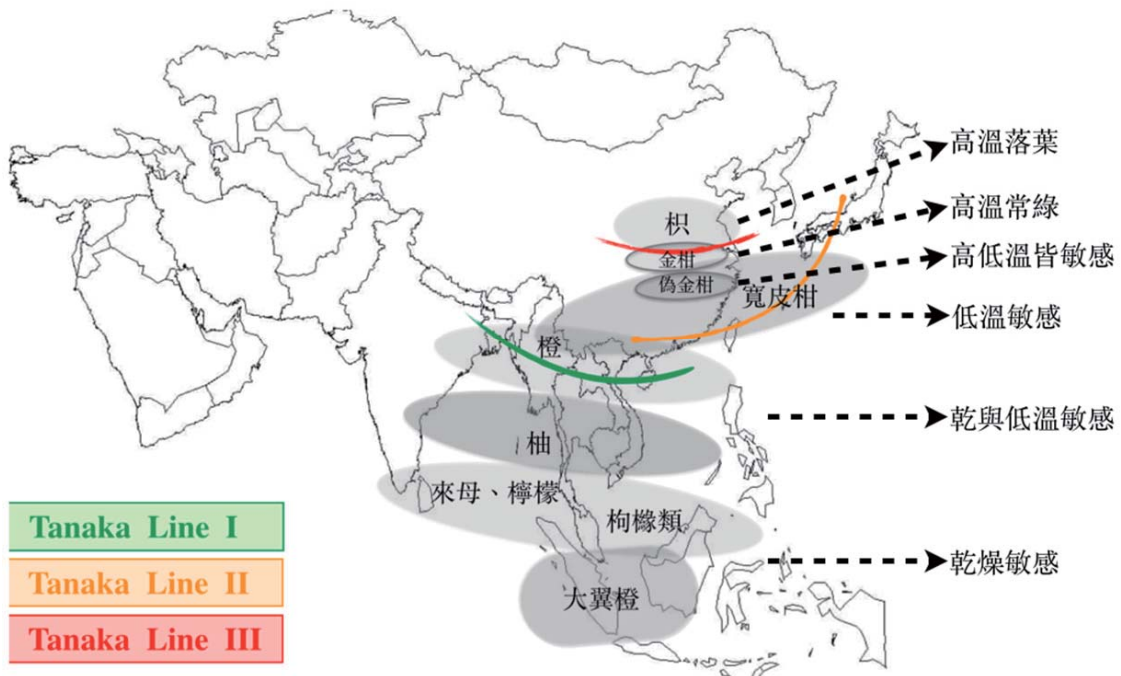 高溫落葉
枳
高溫常綠
金柑
高低溫皆敏感
偽金柑
寬皮柑
低溫敏感
橙
乾與低溫敏感
柚
來母、檸檬
枸櫞類
Tanaka Line I
乾燥敏感
Tanaka Line II
大翼橙
Tanaka Line III